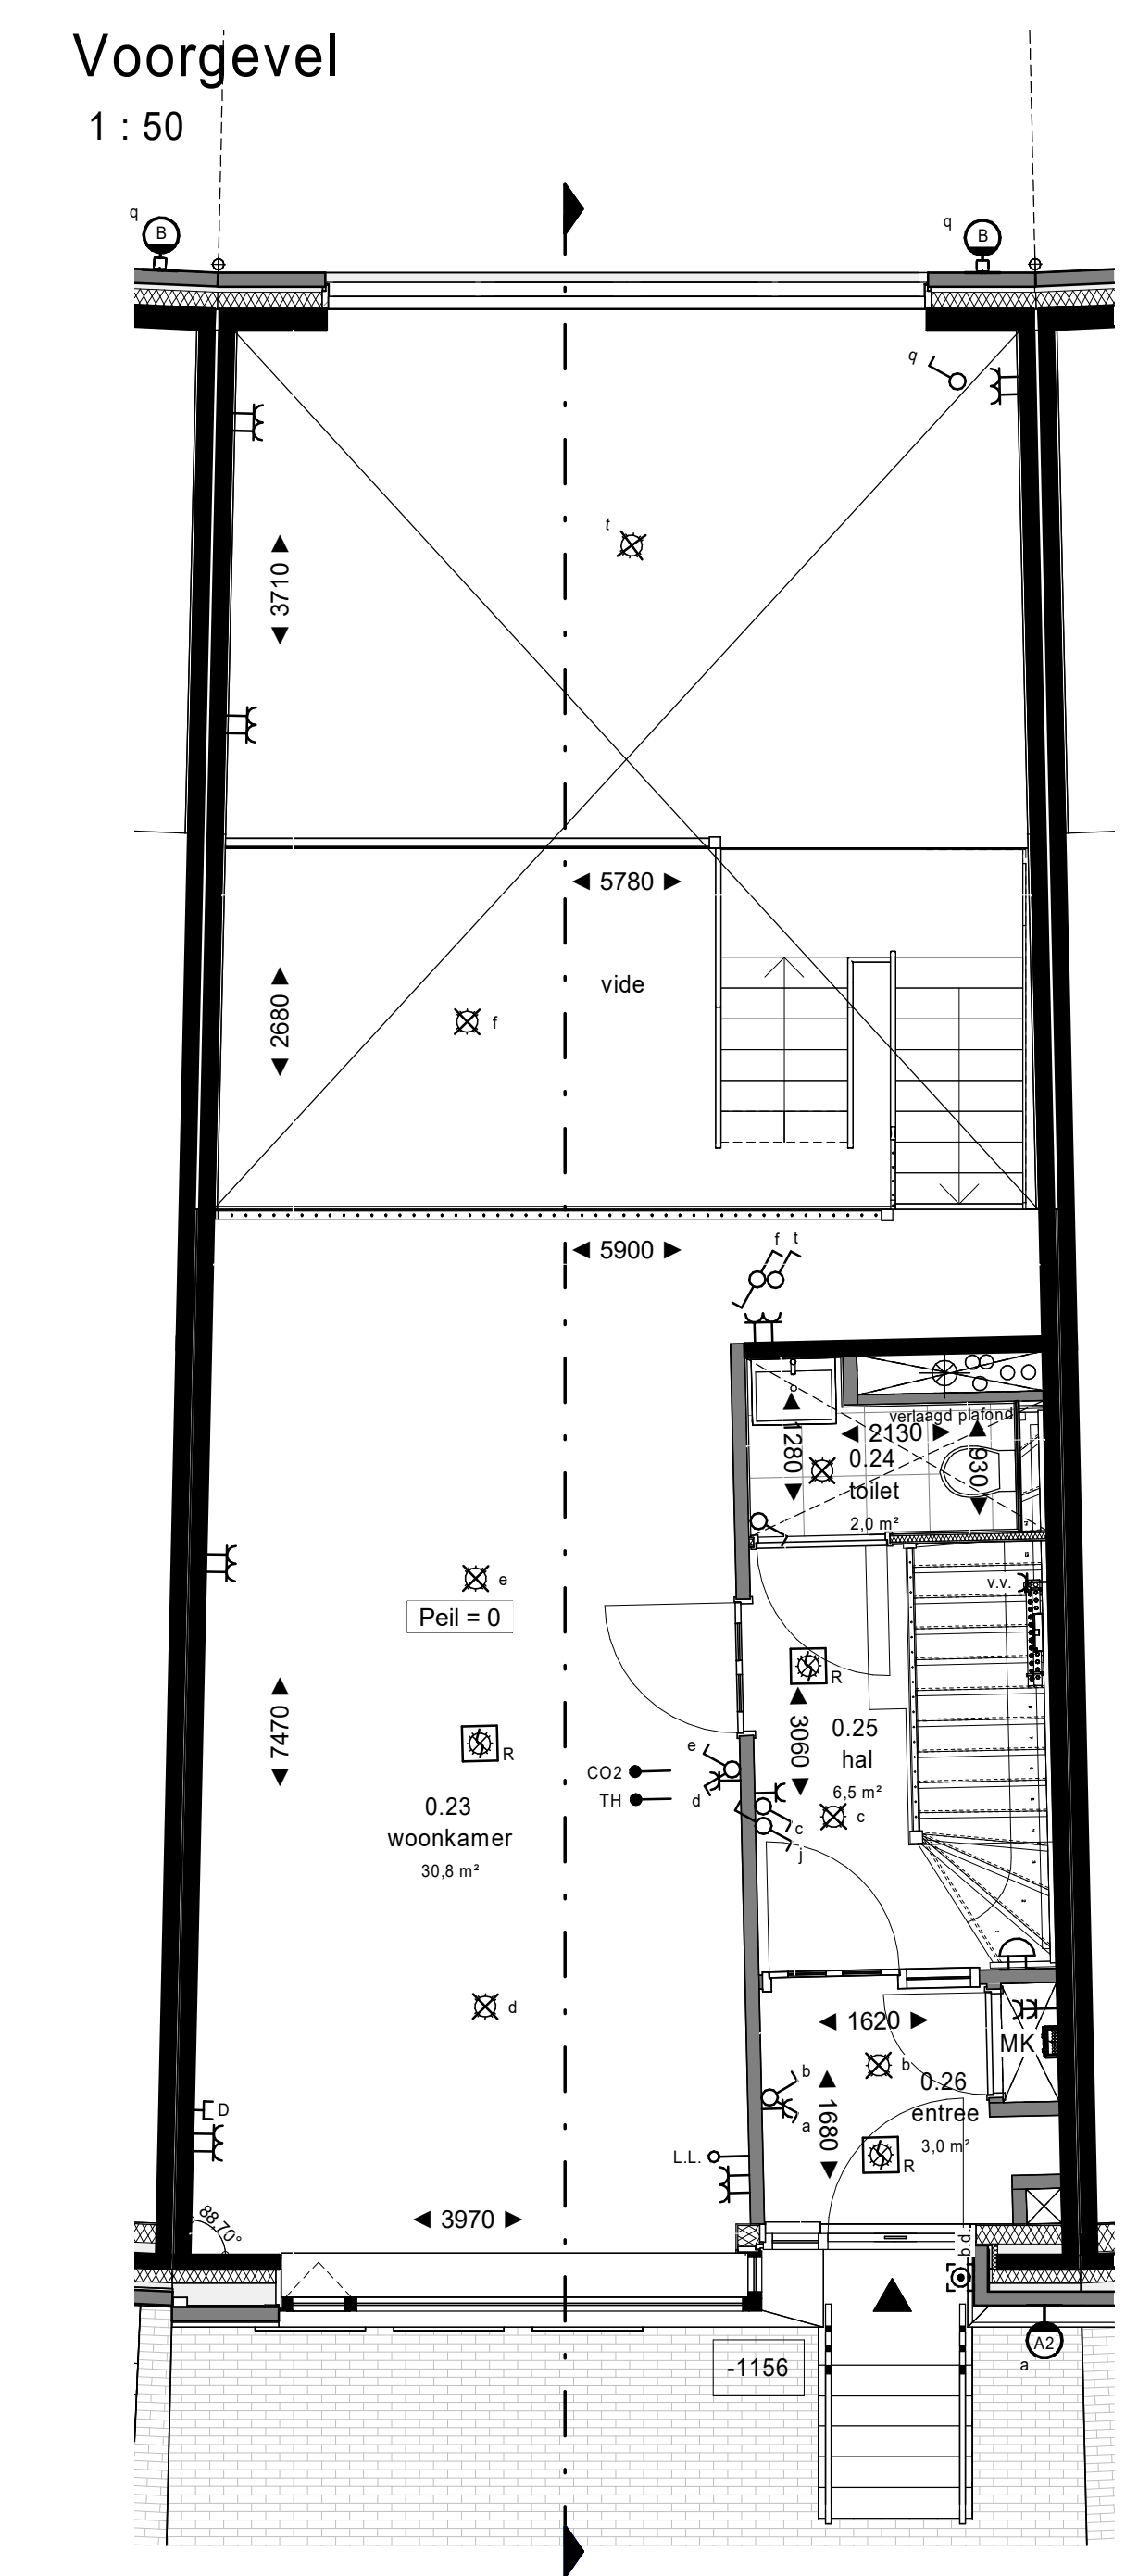 Voorgevel
1 : 50
q
B
q
B
q
t
3710
5780
vide
2680
f
5900
f t
verlaagd plafond
2130
1280
0.24
930
toilet
2,0 m²
e
Peil = 0
v.v.
R
3060
0.25
hal
6,5 m²
7470
R
e
CO2
TH
d
c
c
j
0.23
woonkamer
30,8 m²
d
1620
MK
b
b
0.26
entree
3,0 m²
a
1680
D
L.L.
R
88,70°
3970
b.d.
A2
a
-1156